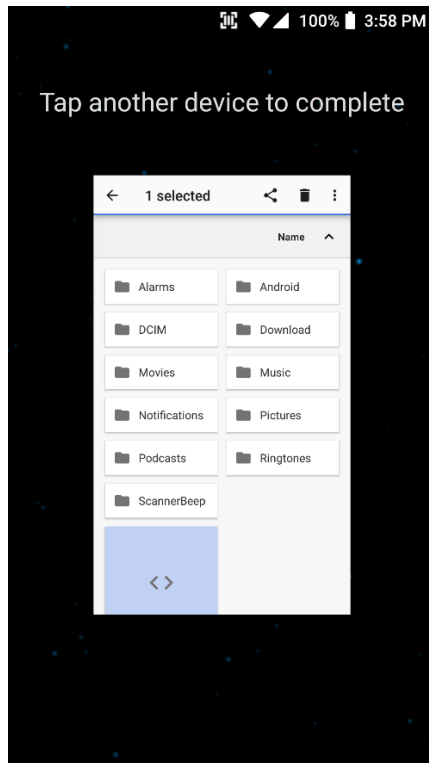 100% 3:58 PM
Tap another device to complete
1 selected
Name
Alarms Android
DCIM Download
Movies Music
Notifications Pictures
Podcasts Ringtones
ScannerBeep